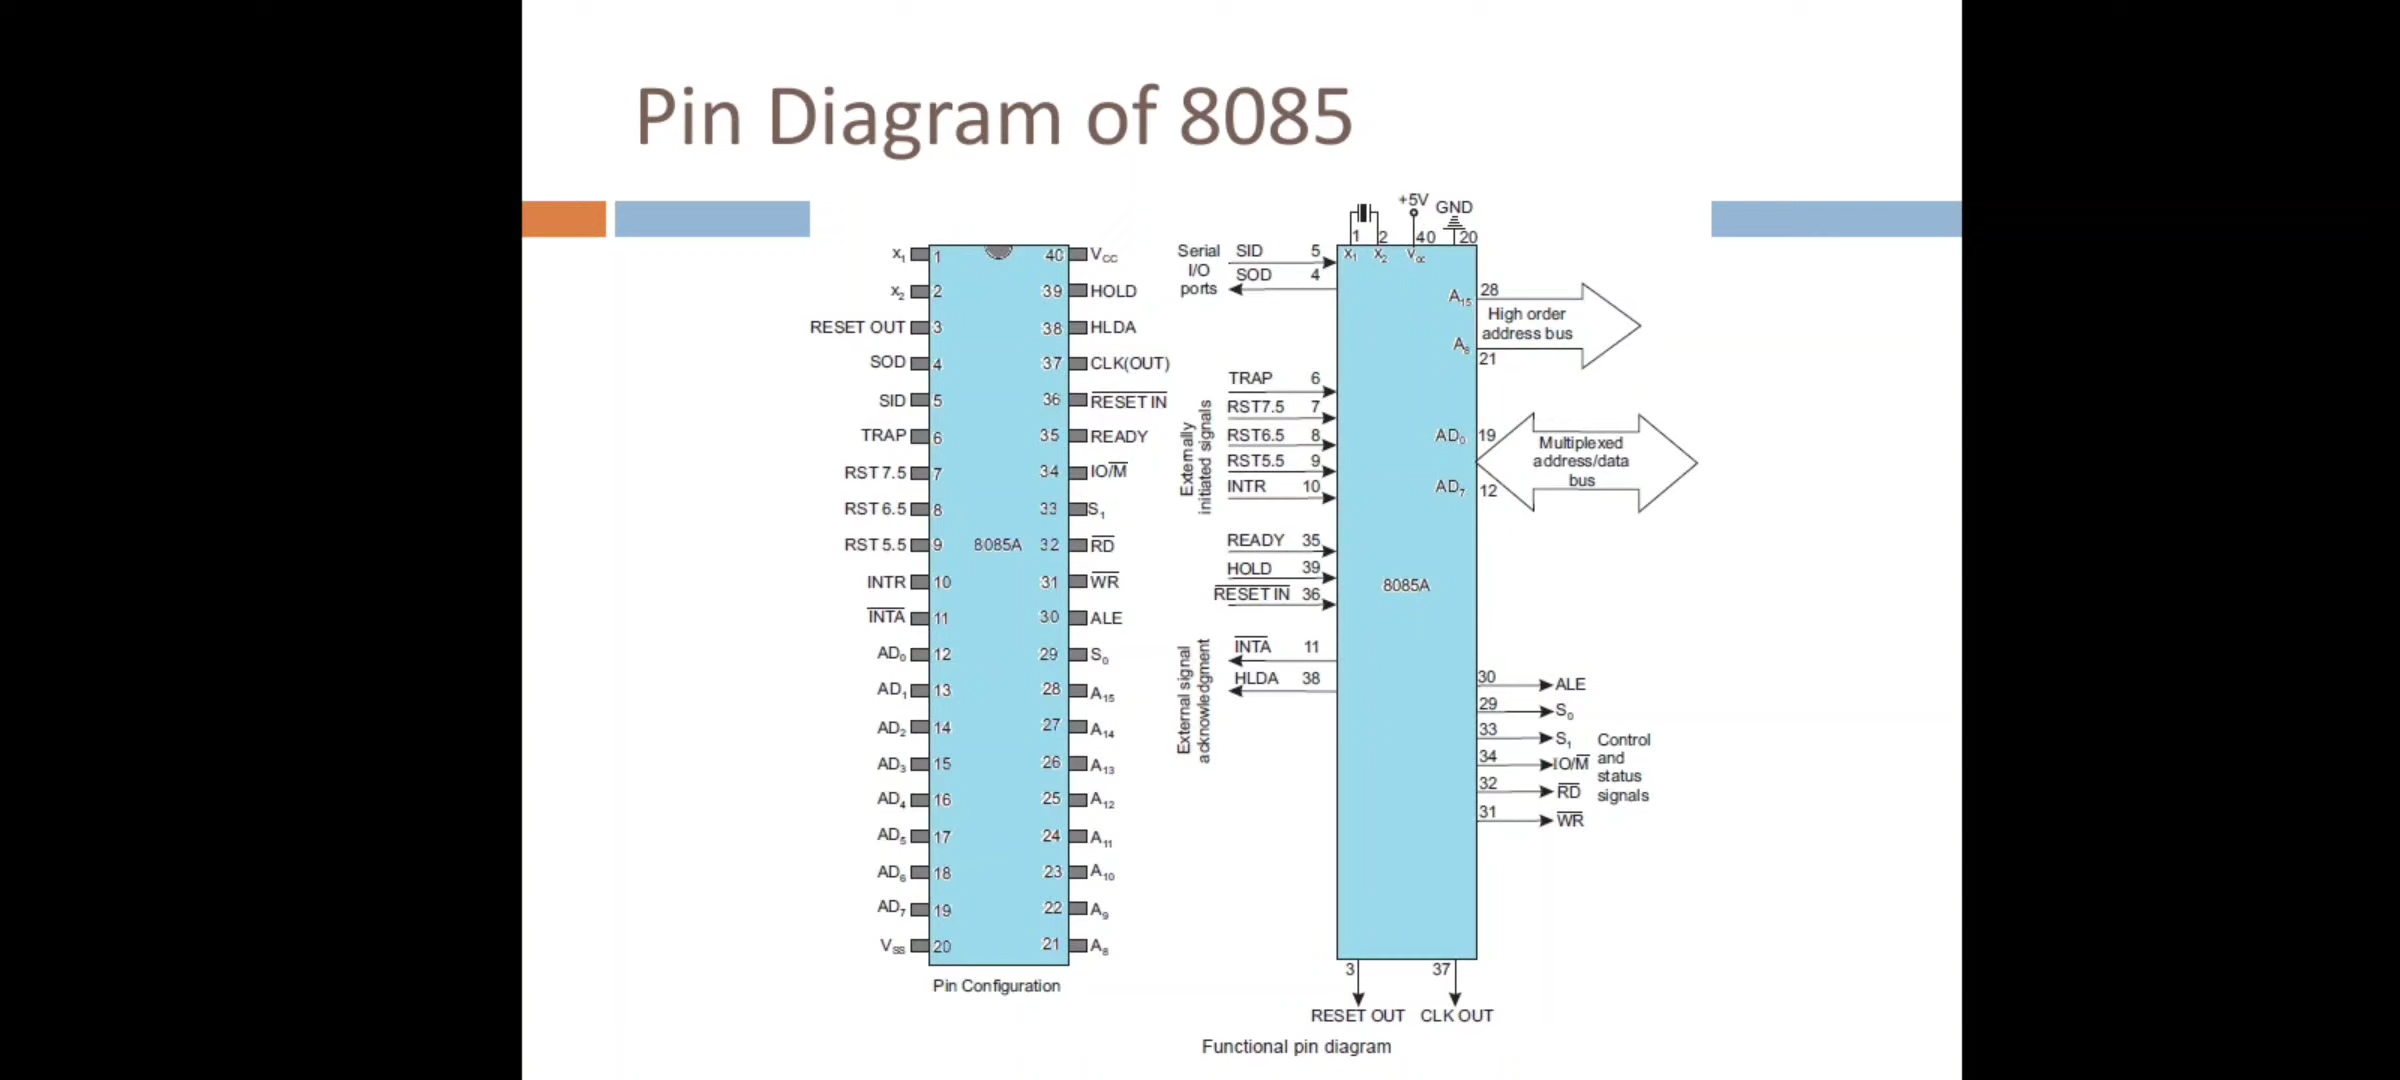 Pin Diagram of 8085
X1 1
X2 2
RESET OUT 3
SOD 4
SID 5
TRAP 6
RST 7.5 7
RST 6.5 8
RST 5.5 9
INTR 10
INTA 11
AD0 12
AD1 13
AD2 14
AD3 15
AD4 16
AD5 17
AD6 18
AD7 19
VSS 20
8085A
40 VCC
39 HOLD
38 HLDA
37 CLK(OUT)
36 RESET IN
35 READY
34 IO/M
33 S1
32 RD
31 WR
30 ALE
29 S0
28 A15
27 A14
26 A13
25 A12
24 A11
23 A10
22 A9
21 A8
Pin Configuration
+5V GND
1 2 40 20
X1 X2 Vcc
Serial
I/O
ports
SID 5
SOD 4
Externally
initiated signals
TRAP 6
RST7.5 7
RST6.5 8
RST5.5 9
INTR 10
READY 35
HOLD 39
RESET IN 36
External signal
acknowledgment
INTA 11
HLDA 38
8085A
A15 28
High order
address bus
A8 21
AD0 19
Multiplexed
address/data
bus
AD7 12
30 ALE
29 S0
33 S1
34 IO/M
32 RD
31 WR
Control
and
status
signals
3 37
RESET OUT CLK OUT
Functional pin diagram